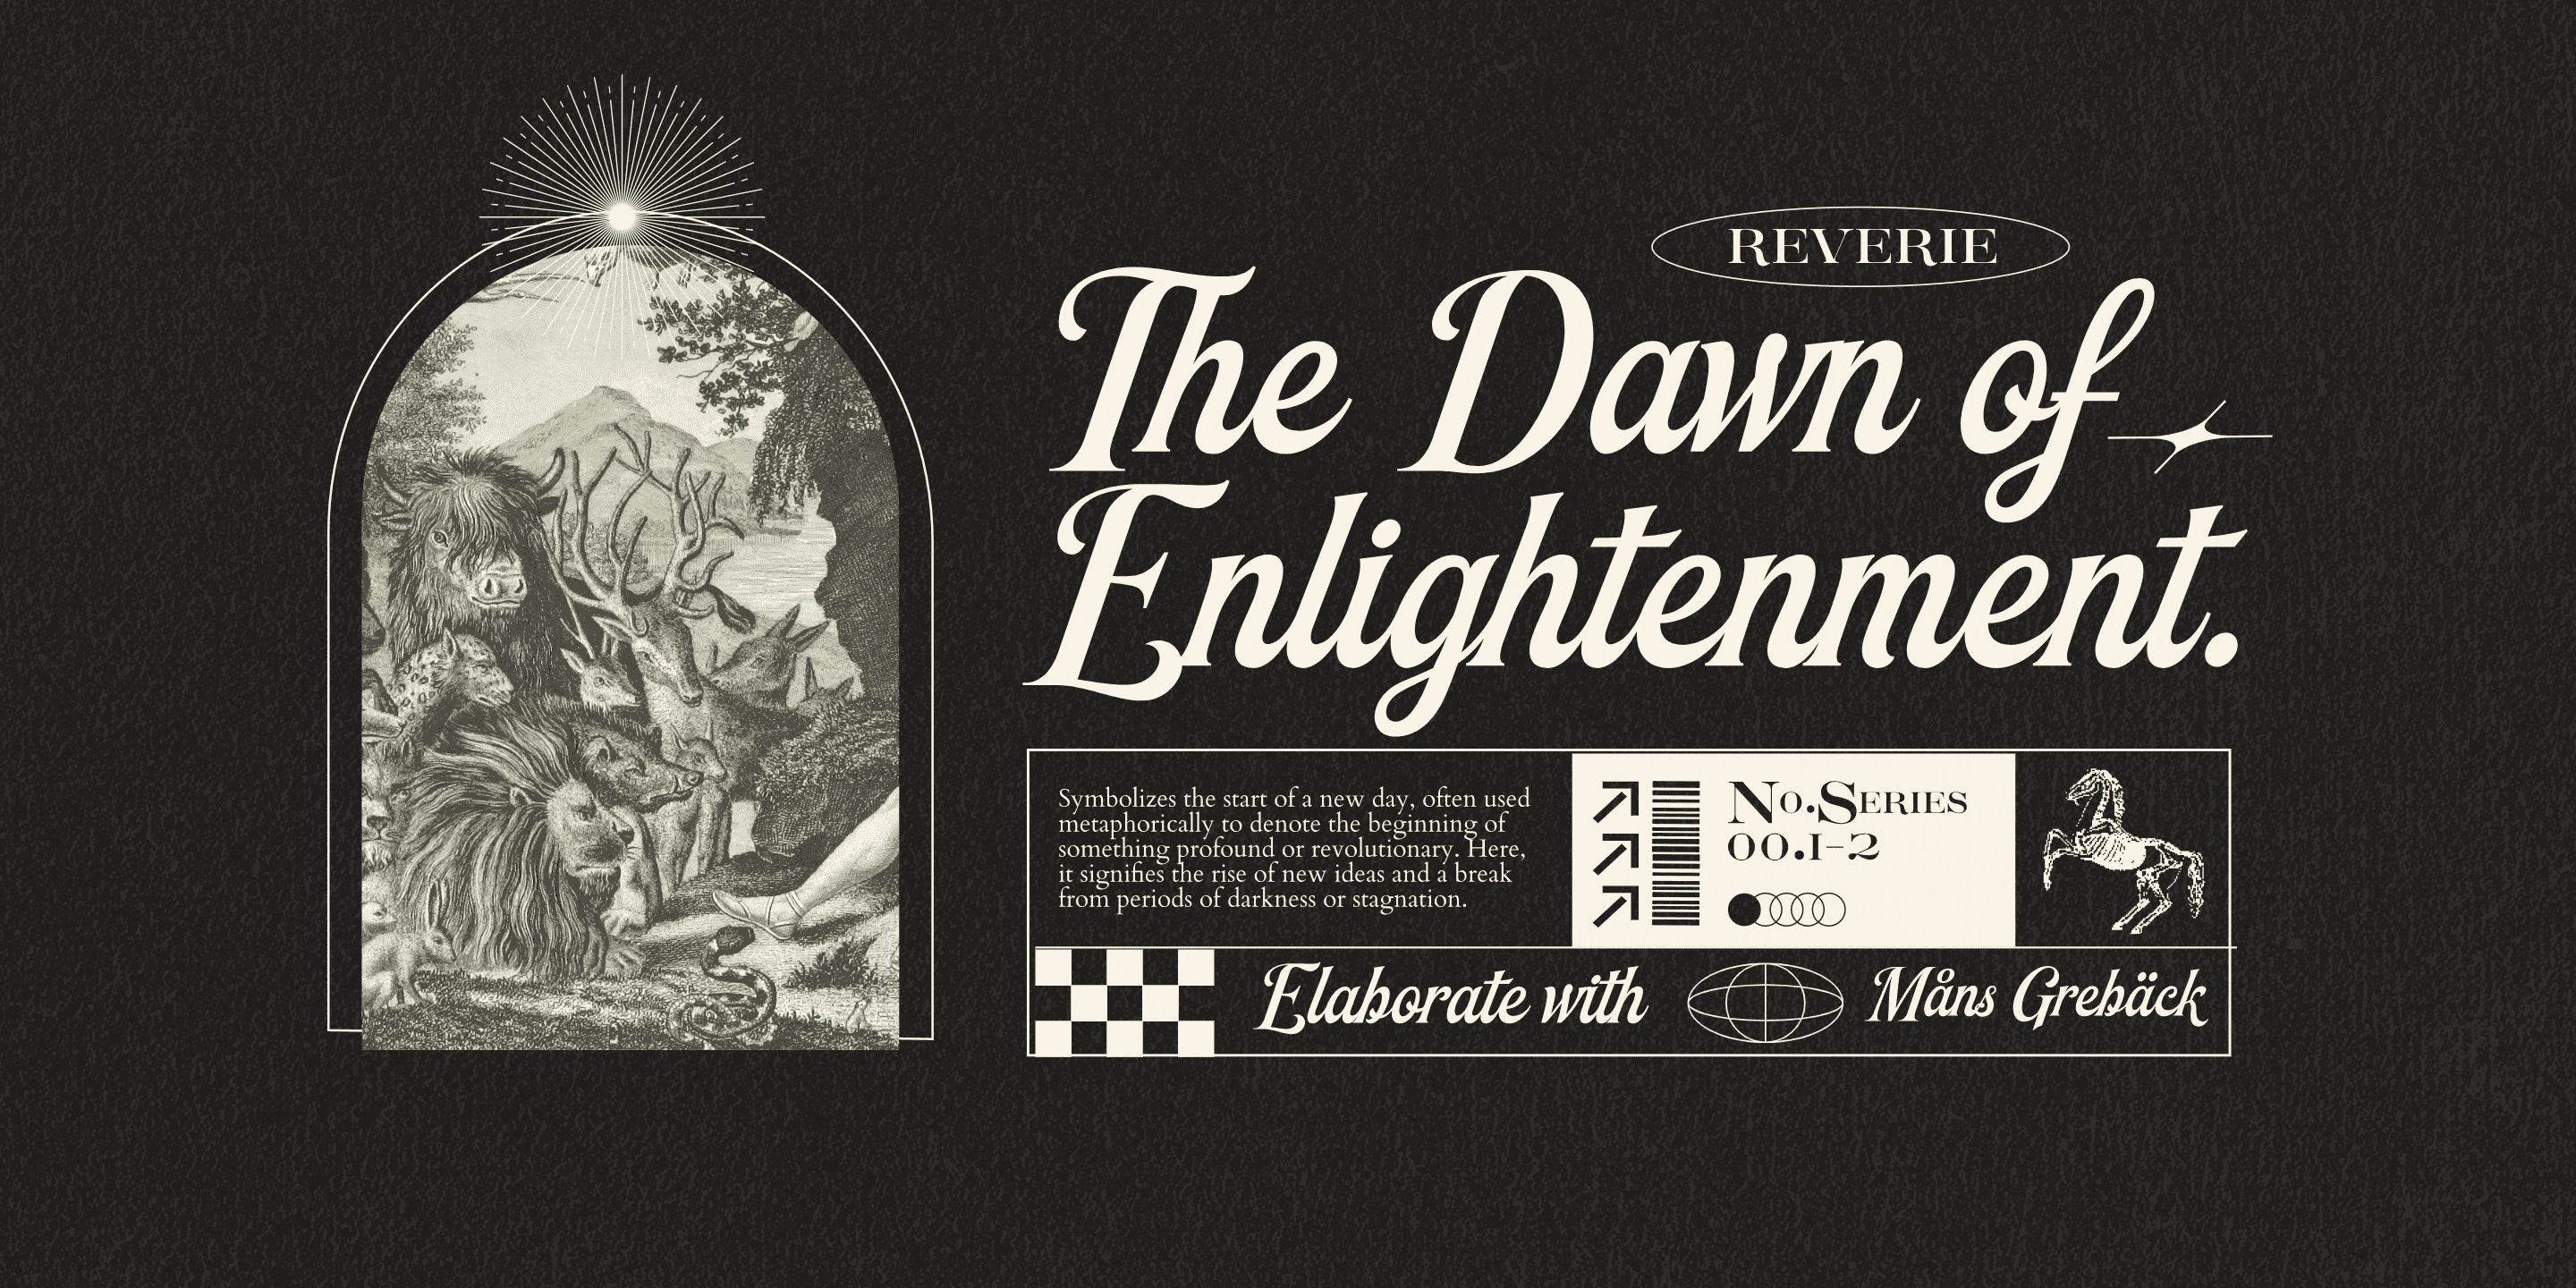 REVERIE
The Dawn of
Enlightenment.
Symbolizes the start of a new day, often used
metaphorically to denote the beginning of
something profound or revolutionary. Here,
it signifies the rise of new ideas and a break
from periods of darkness or stagnation.
No.Series
00.1-2
Elaborate with
Måns Grebäck